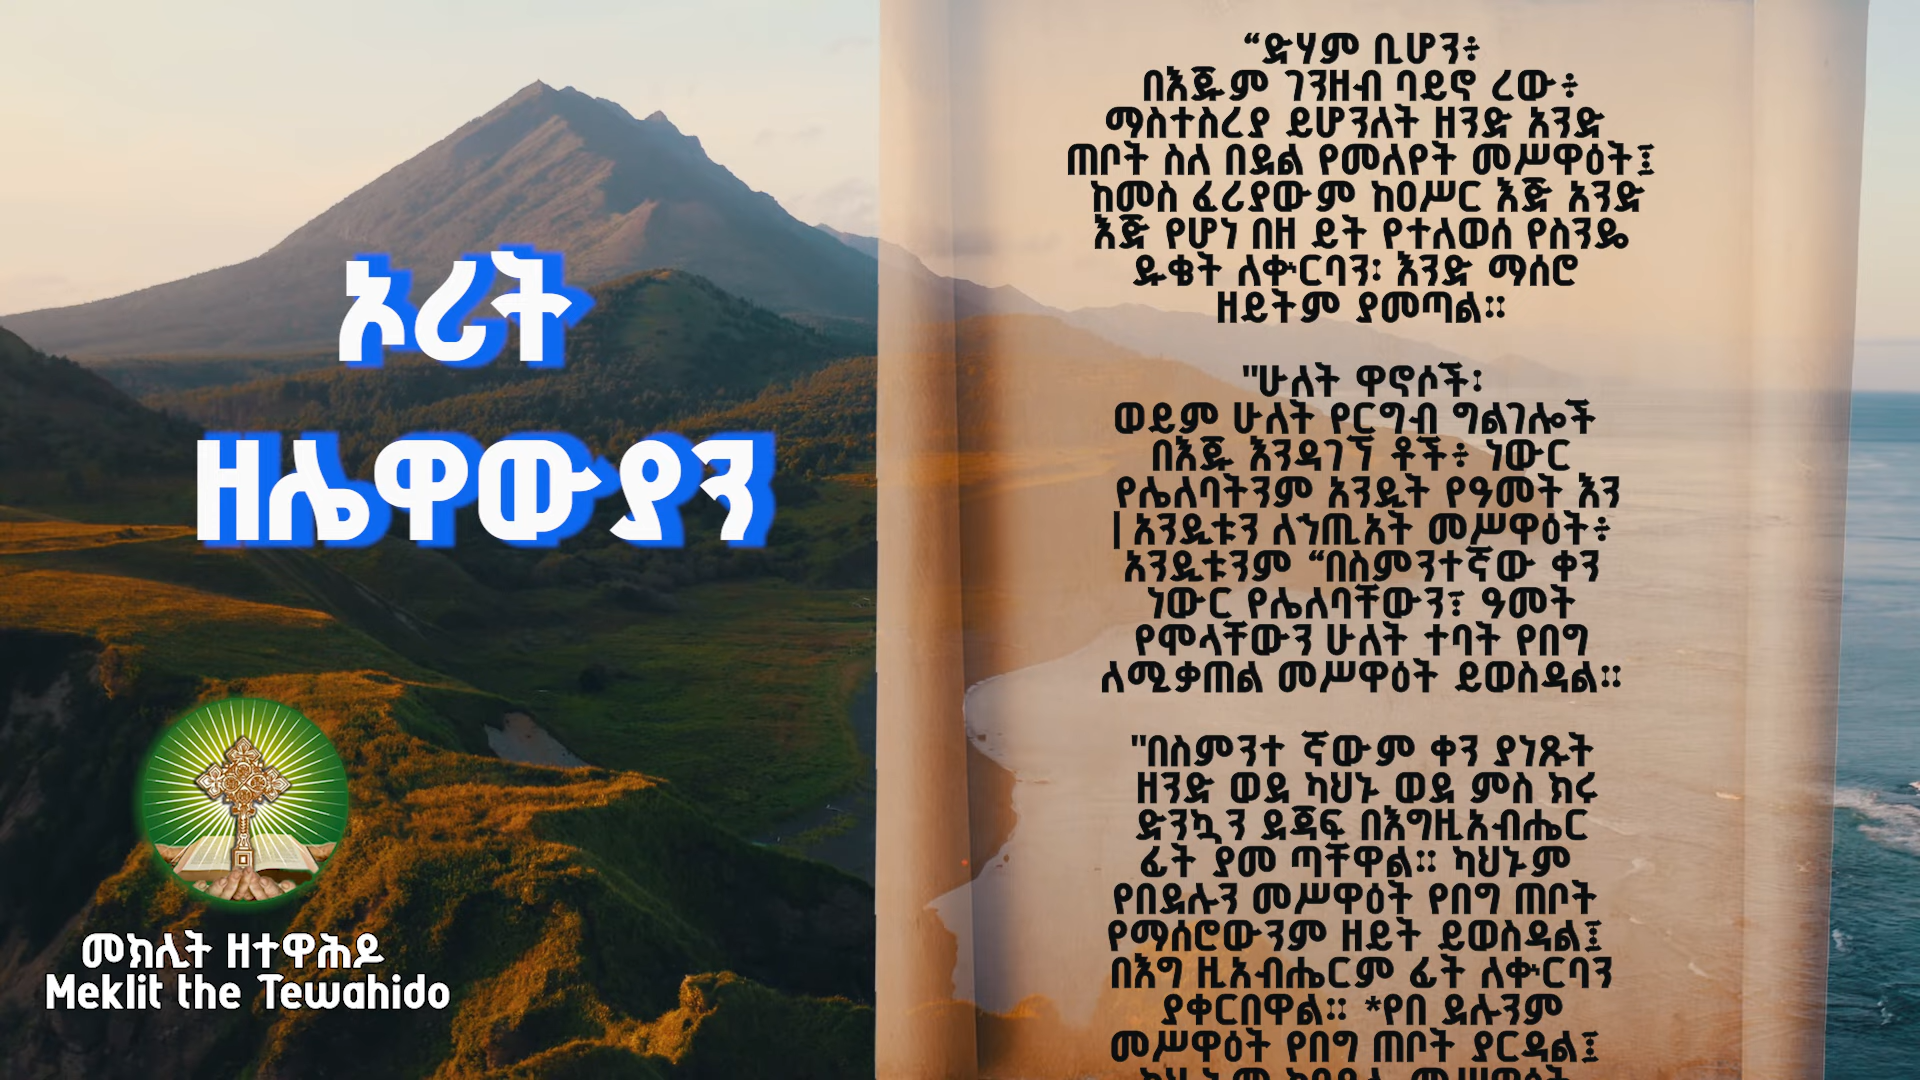 ኦሪት
ዘሌዋውያን
መክሊት ዘተዋሕዶ
Meklit the Tewahido
“ድሃም ቢሆን፥
በእጁም ገንዘብ ባይኖ ረው፥
ማስተስረያ ይሆንለት ዘንድ አንድ
ጠቦት ስለ በደል የመለየት መሥዋዕት፤
ከመስ ፈሪያውም ከዐሥር እጅ አንድ
እጅ የሆነ በዘ ይት የተለወሰ የስንዴ
ዱቄት ለቍርባን፡ እንድ ማሰሮ
ዘይትም ያመጣል።
"ሁለት ዋኖሶች፡
ወይም ሁለት የርግብ ግልገሎች
በእጁ እንዳገኘ ቶች፥ ነውር
የሌለባትንም አንዲት የዓመት እን
| አንዲቱን ለኀጢአት መሥዋዕት፥
አንዲቱንም “በስምንተኛው ቀን
ነውር የሌለባቸውን፣ ዓመት
የሞላቸውን ሁለት ተባት የበግ
ለሚቃጠል መሥዋዕት ይወስዳል።
"በስምንተ ኛውም ቀን ያነጹት
ዘንድ ወደ ካህኑ ወደ ምስ ክሩ
ድንኳን ደጃፍ በእግዚአብሔር
ፊት ያመ ጣቸዋል። ካህኑም
የበደሉን መሥዋዕት የበግ ጠቦት
የማሰሮውንም ዘይት ይወስዳል፤
በእግ ዚአብሔርም ፊት ለቍርባን
ያቀርበዋል። *የበ ደሉንም
መሥዋዕት የበግ ጠቦት ያርዳል፤